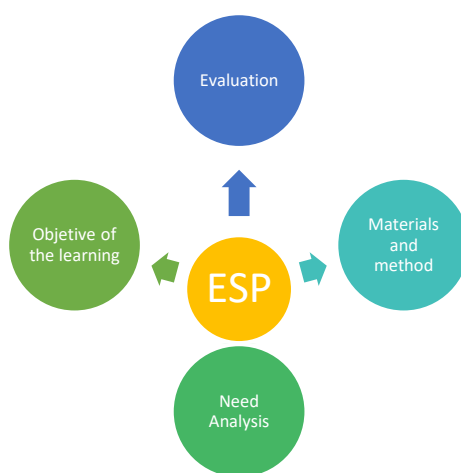 Evaluation
Objetive of
the learning
Materials
and
method
ESP
Need
Analysis